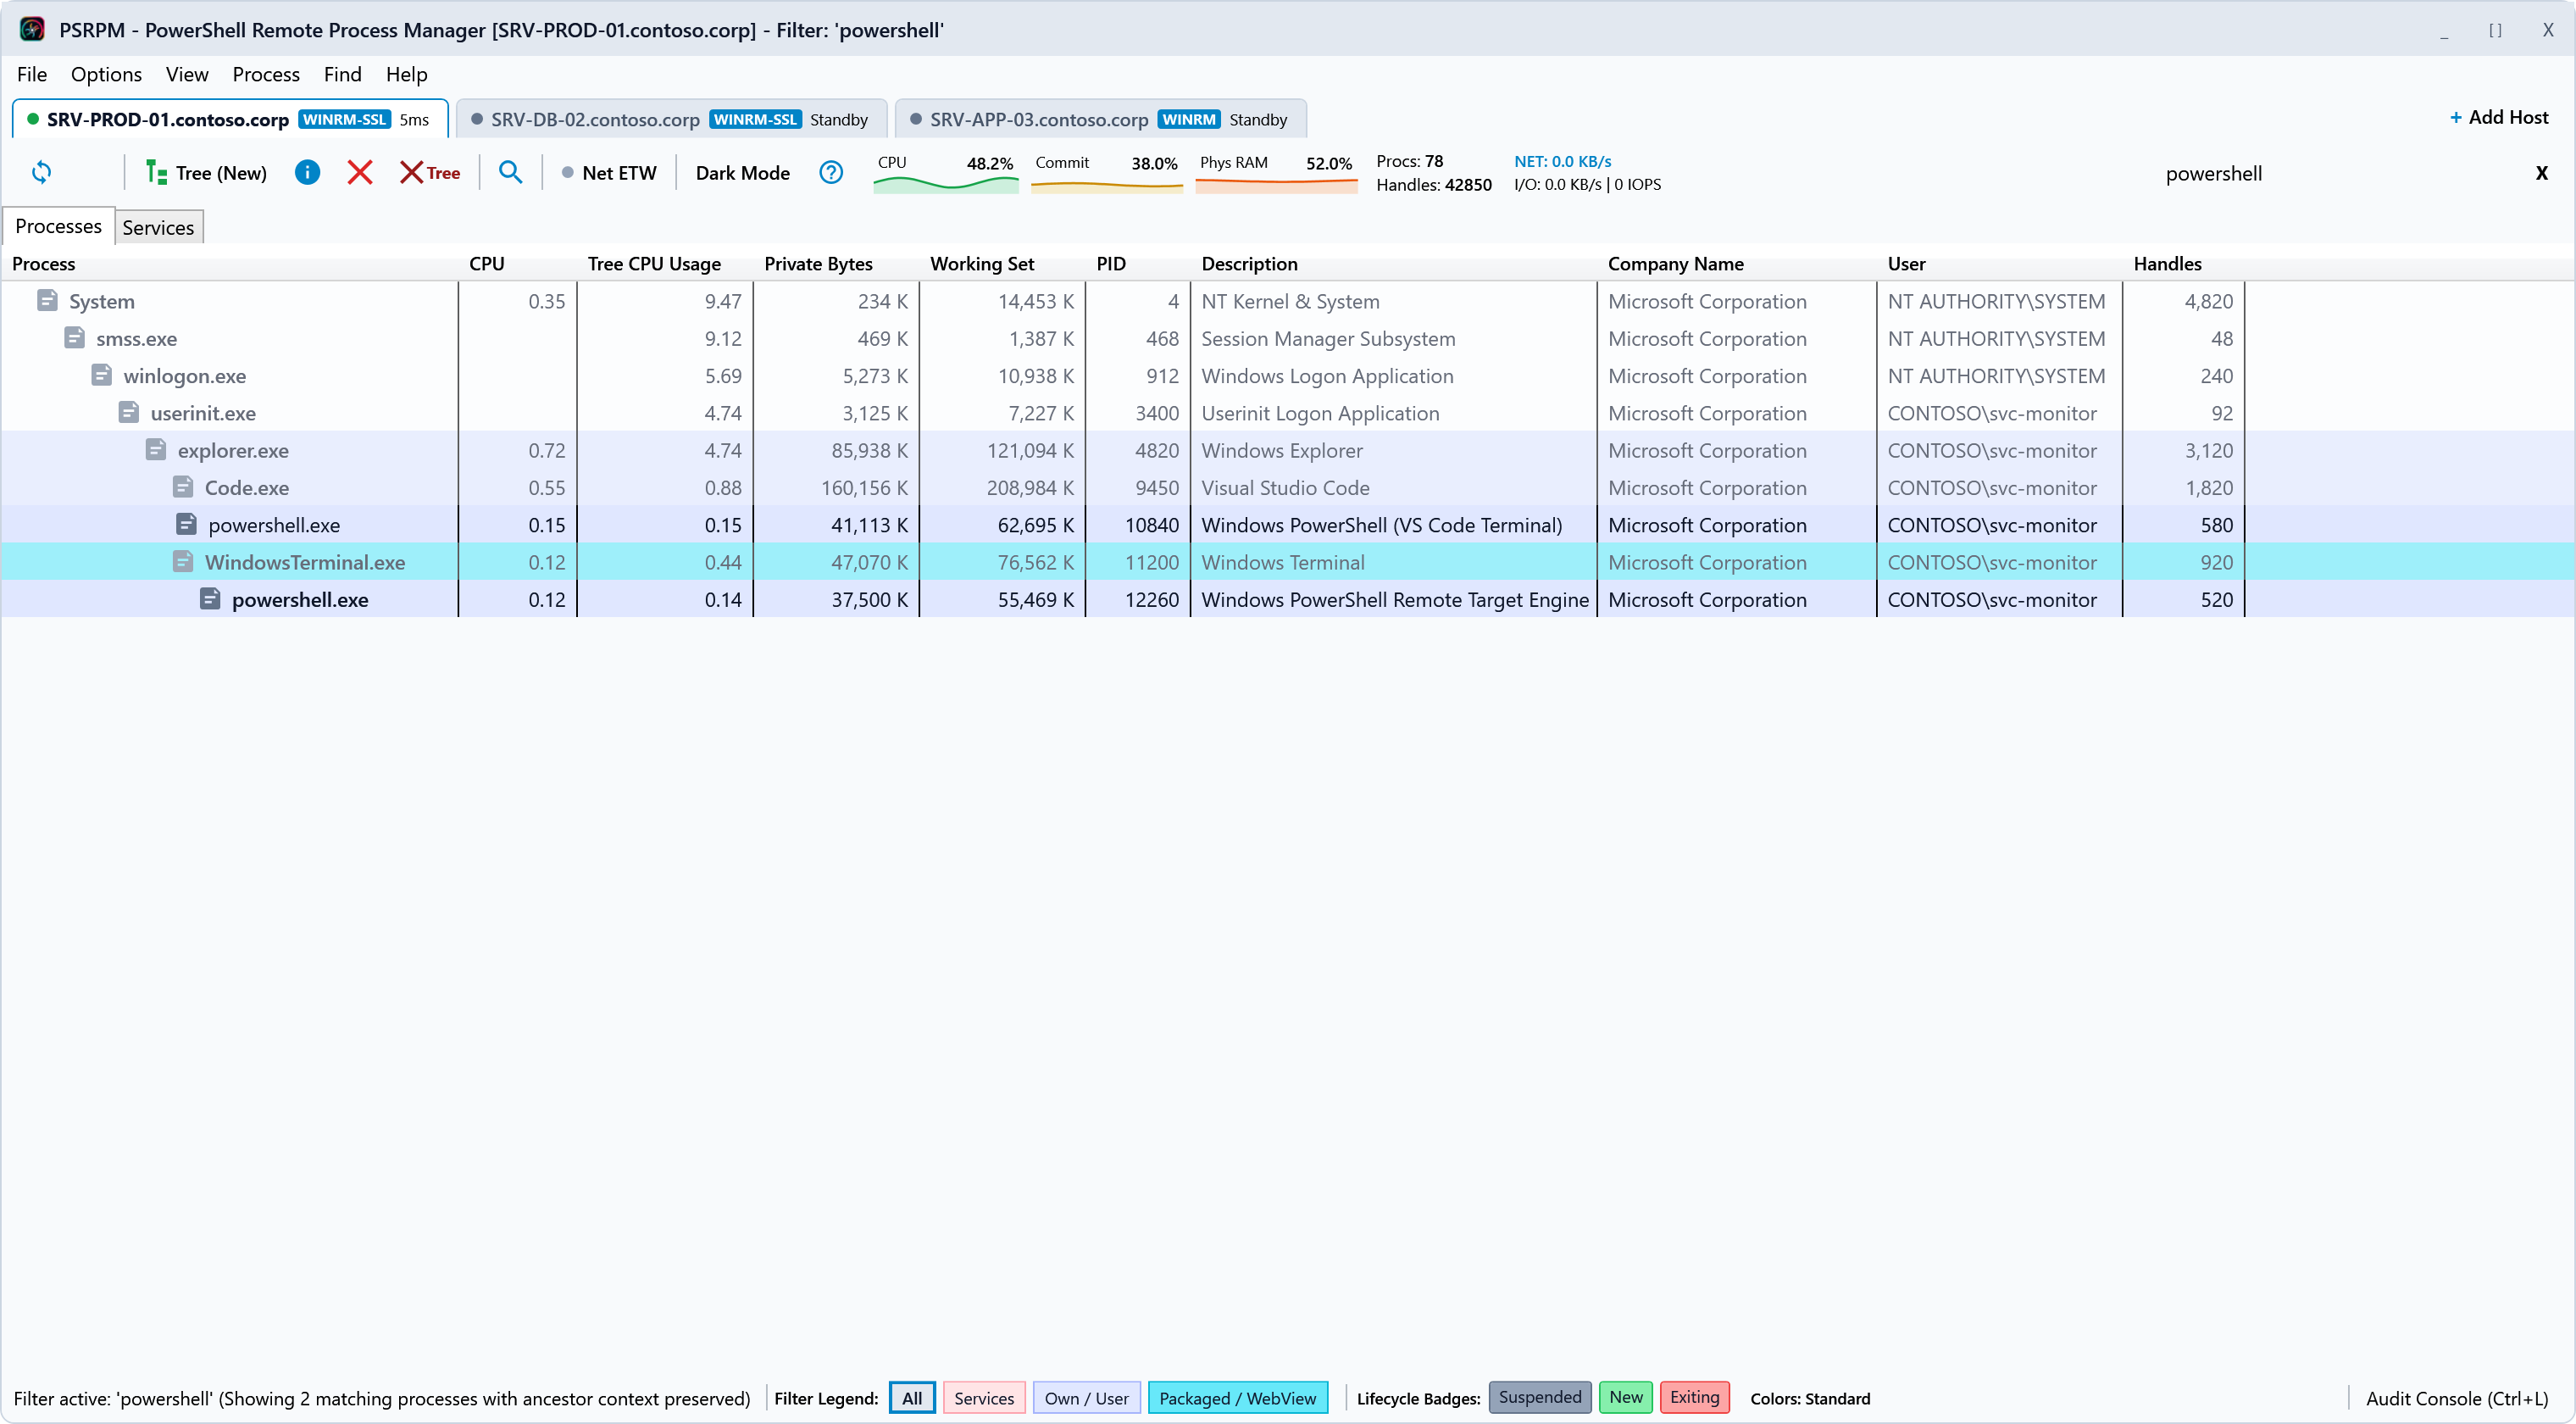 PSRPM - PowerShell Remote Process Manager [SRV-PROD-01.contoso.corp] - Filter: 'powershell'
_ [ ] X
File Options View Process Find Help
SRV-PROD-01.contoso.corp WINRM-SSL 5ms SRV-DB-02.contoso.corp WINRM-SSL Standby SRV-APP-03.contoso.corp WINRM Standby + Add Host
Tree (New) Tree Net ETW Dark Mode ? CPU 48.2% Commit 38.0% Phys RAM 52.0% Procs: 78 NET: 0.0 KB/s powershell X
Handles: 42850 I/O: 0.0 KB/s | 0 IOPS
Processes Services
Process CPU Tree CPU Usage Private Bytes Working Set PID Description Company Name User Handles
System 0.35 9.47 234 K 14,453 K 4 NT Kernel & System Microsoft Corporation NT AUTHORITY\SYSTEM 4,820
smss.exe 9.12 469 K 1,387 K 468 Session Manager Subsystem Microsoft Corporation NT AUTHORITY\SYSTEM 48
winlogon.exe 5.69 5,273 K 10,938 K 912 Windows Logon Application Microsoft Corporation NT AUTHORITY\SYSTEM 240
userinit.exe 4.74 3,125 K 7,227 K 3400 Userinit Logon Application Microsoft Corporation CONTOSO\svc-monitor 92
explorer.exe 0.72 4.74 85,938 K 121,094 K 4820 Windows Explorer Microsoft Corporation CONTOSO\svc-monitor 3,120
Code.exe 0.55 0.88 160,156 K 208,984 K 9450 Visual Studio Code Microsoft Corporation CONTOSO\svc-monitor 1,820
powershell.exe 0.15 0.15 41,113 K 62,695 K 10840 Windows PowerShell (VS Code Terminal) Microsoft Corporation CONTOSO\svc-monitor 580
WindowsTerminal.exe 0.12 0.44 47,070 K 76,562 K 11200 Windows Terminal Microsoft Corporation CONTOSO\svc-monitor 920
powershell.exe 0.12 0.14 37,500 K 55,469 K 12260 Windows PowerShell Remote Target Engine Microsoft Corporation CONTOSO\svc-monitor 520
Filter active: 'powershell' (Showing 2 matching processes with ancestor context preserved) Filter Legend: All Services Own / User Packaged / WebView Lifecycle Badges: Suspended New Exiting Colors: Standard Audit Console (Ctrl+L)